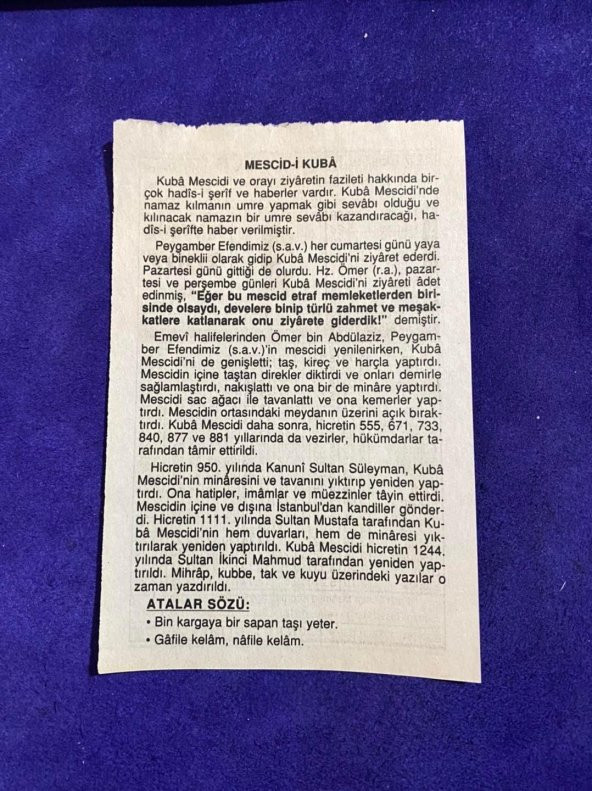 MESCİD-İ KUBÂ
Kubâ Mescidi ve orayı ziyâretin fazileti hakkında bir-
çok hadîs-i şerif ve haberler vardır. Kubâ Mescidi'nde
namaz kılmanın umre yapmak gibi sevâbı olduğu ve
kılınacak namazın bir umre sevâbı kazandıracağı, ha-
dîs-i şerîfte haber verilmiştir.
Peygamber Efendimiz (s.a.v.) her cumartesi günü yaya
veya binekli olarak gidip Kubâ Mescidi'ni ziyâret ederdi.
Pazartesi günü gittiği de olurdu. Hz. Ömer (r.a.), pazar-
tesi ve perşembe günleri Kubâ Mescidi'ni ziyâreti âdet
edinmiş, "Eğer bu mescid etraf memleketlerden biri-
sinde olsaydı, develere binip türlü zahmet ve meşak-
katlere katlanarak onu ziyârete giderdik!" demiştir.
Emevî halifelerinden Ömer bin Abdülaziz, Peygam-
ber Efendimiz (s.a.v.)'in mescidi yenilenirken, Kubâ
Mescidi'ni de genişletti; taş, kireç ve harçla yaptırdı.
Mescidin içine taştan direkler diktirdi ve onları demirle
sağlamlaştırdı, nakışlattı ve ona bir de minâre yaptırdı.
Mescidi sac ağacı ile tavanlattı ve ona kemerler yap-
tırdı. Mescidin ortasındaki meydanın üzerini açık bırak-
tırdı. Kubâ Mescidi daha sonra, hicretin 555, 671, 733,
840, 877 ve 881 yıllarında da vezirler, hükümdarlar ta-
rafından tâmir ettirildi.
Hicretin 950. yılında Kanunî Sultan Süleyman, Kubâ
Mescidi'nin minâresini ve tavanını yıktırıp yeniden yap-
tırdı. Ona hatipler, imâmlar ve müezzinler tâyin ettirdi.
Mescidin içine ve dışına İstanbul'dan kandiller gönder-
di. Hicretin 1111. yılında Sultan Mustafa tarafından Ku-
bâ Mescidi'nin hem duvarları, hem de minâresi yık-
tırılarak yeniden yaptırıldı. Kubâ Mescidi hicretin 1244.
yılında Sultan İkinci Mahmud tarafından yeniden yap-
tırıldı. Mihrâp, kubbe, tak ve kuyu üzerindeki yazılar o
zaman yazdırıldı.
ATALAR SÖZÜ:
• Bin kargaya bir sapan taşı yeter.
• Gâfile kelâm, nâfile kelâm.